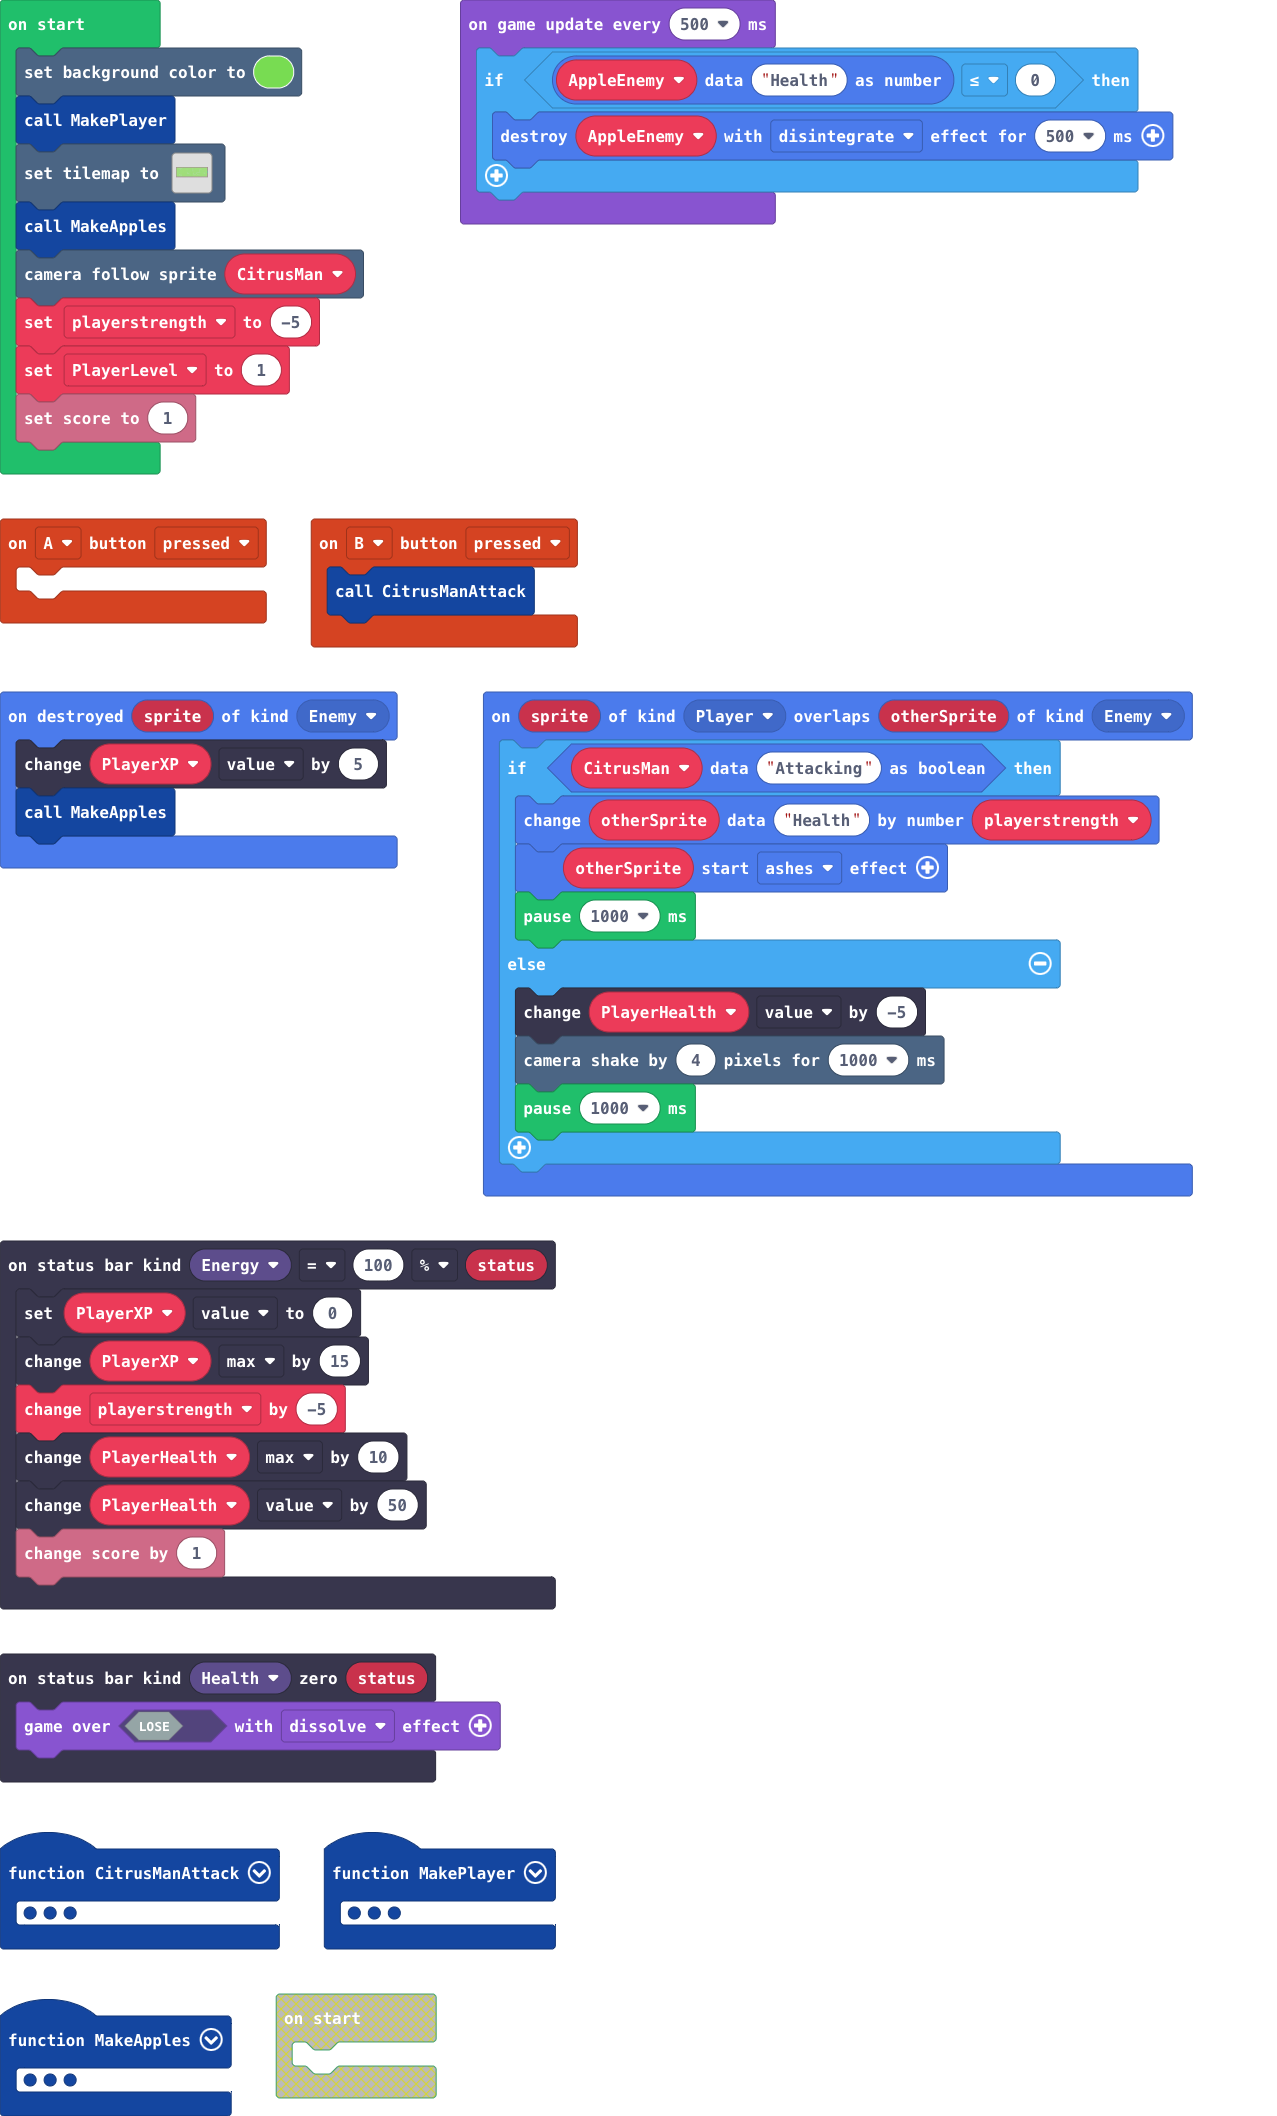 on start
set background color to
call MakePlayer
set tilemap to
call MakeApples
camera follow sprite CitrusMan
set playerstrength to -5
set PlayerLevel to 1
set score to 1
on game update every 500 ms
if AppleEnemy data "Health" as number ≤ 0 then
destroy AppleEnemy with disintegrate effect for 500 ms
on A button pressed
on B button pressed
call CitrusManAttack
on destroyed sprite of kind Enemy
change PlayerXP value by 5
call MakeApples
on sprite of kind Player overlaps otherSprite of kind Enemy
if CitrusMan data "Attacking" as boolean then
change otherSprite data "Health" by number playerstrength
otherSprite start ashes effect
pause 1000 ms
else
change PlayerHealth value by -5
camera shake by 4 pixels for 1000 ms
pause 1000 ms
on status bar kind Energy = 100 % status
set PlayerXP value to 0
change PlayerXP max by 15
change playerstrength by -5
change PlayerHealth max by 10
change PlayerHealth value by 50
change score by 1
on status bar kind Health zero status
game over LOSE with dissolve effect
function CitrusManAttack
function MakePlayer
function MakeApples
on start